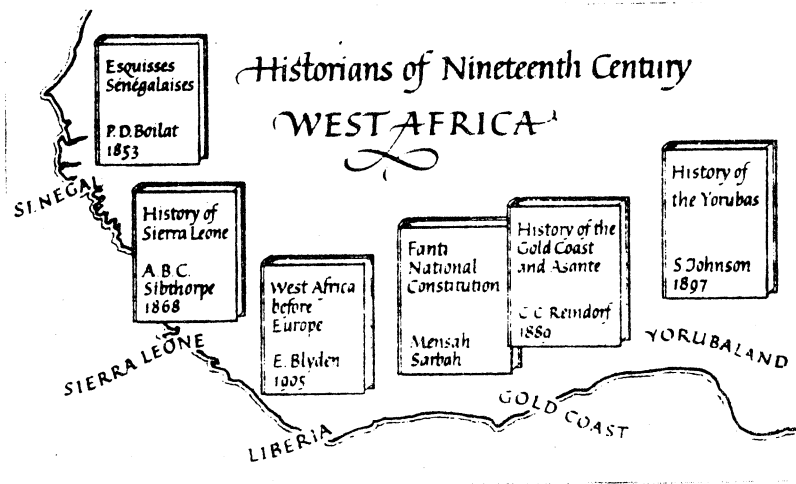 Historians of Nineteenth Century
WEST AFRICA
Esquisses
Sénégalaises
P.D. Boilat
1853
SENEGAL
History of
Sierra Leone
A.B.C.
Sibthorpe
1868
SIERRA LEONE
West Africa
before
Europe
E. Blyden
1905
LIBERIA
Fanti
National
Constitution
Mensah
Sarbah
History of the
Gold Coast
and Asante
C.C. Reindorf
1889
GOLD COAST
History of
the Yorubas
S Johnson
1897
YORUBALAND